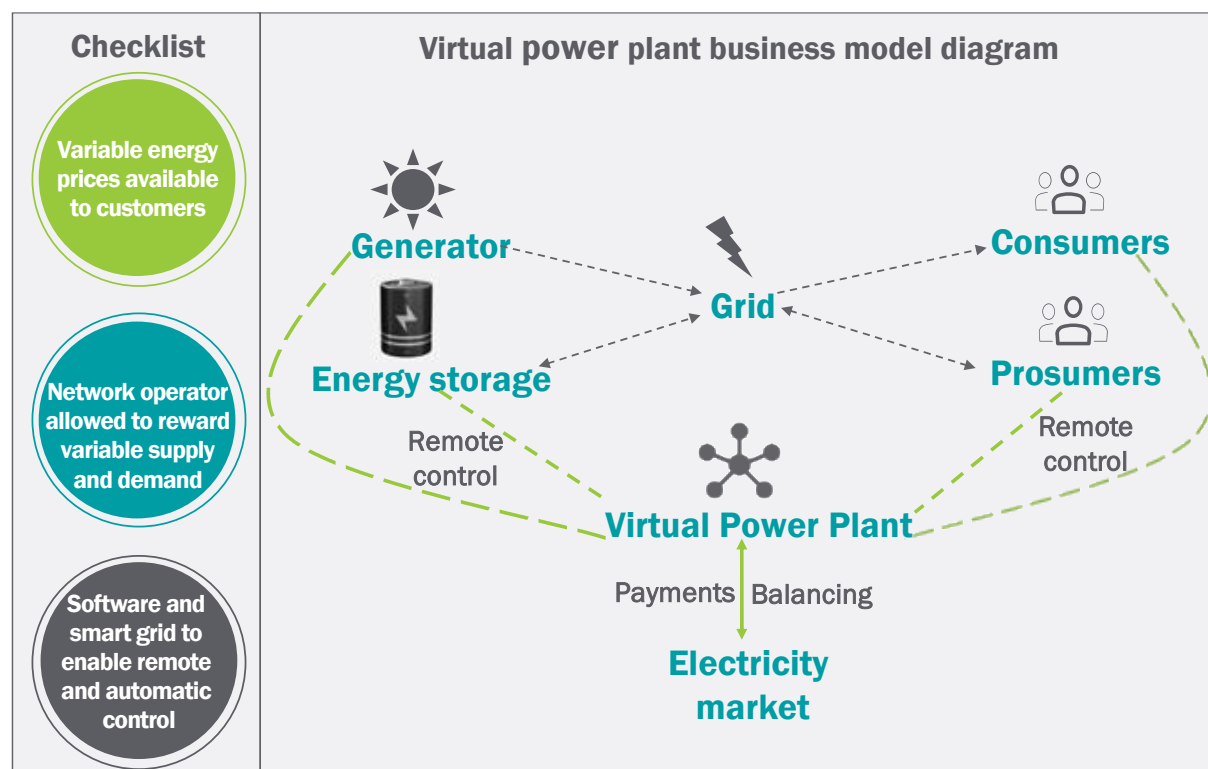 Checklist
Variable energy
prices available
to customers
Network operator
allowed to reward
variable supply
and demand
Software and
smart grid to
enable remote
and automatic
control
Virtual power plant business model diagram
Generator
Consumers
Grid
Energy storage
Prosumers
Remote
control
Remote
control
Virtual Power Plant
Payments
Balancing
Electricity
market